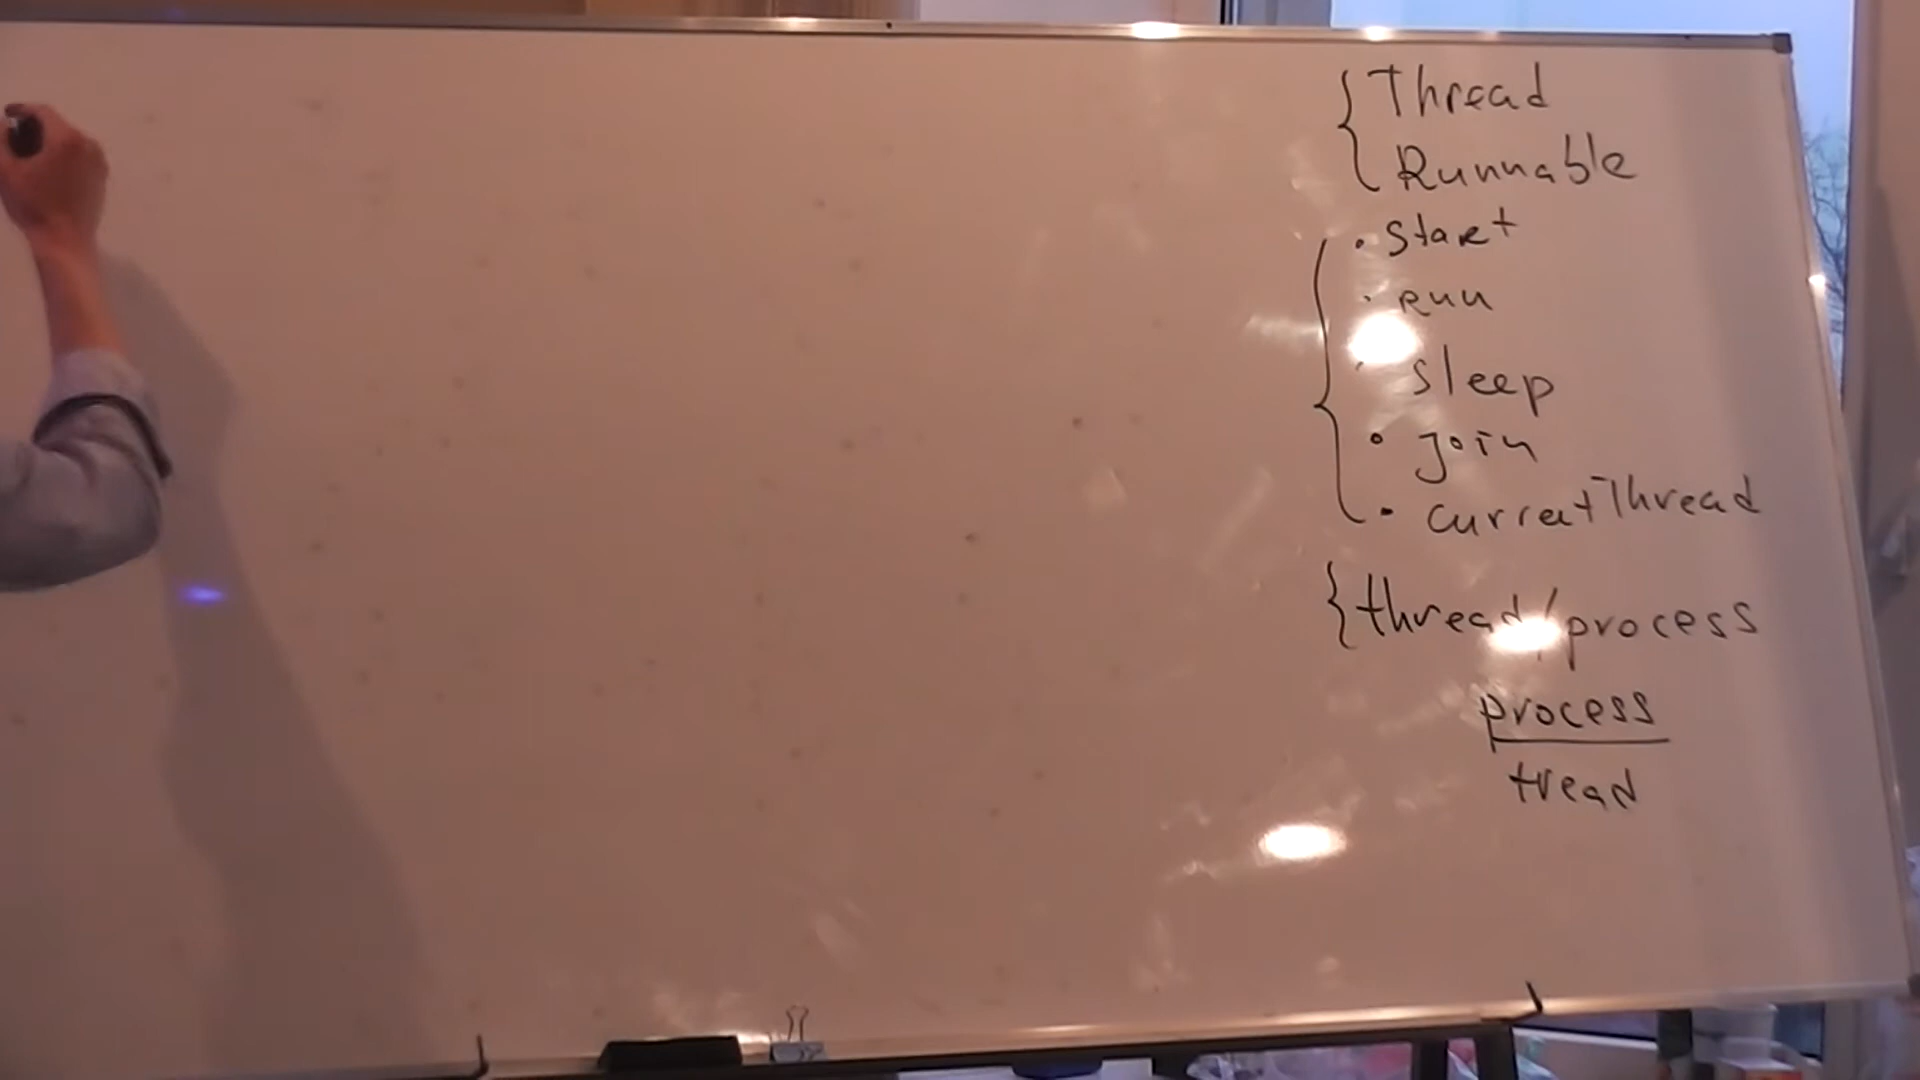 { Thread
Runnable
{ • start
• run
• sleep
• join
• currentThread
{ thread/process
process
tread